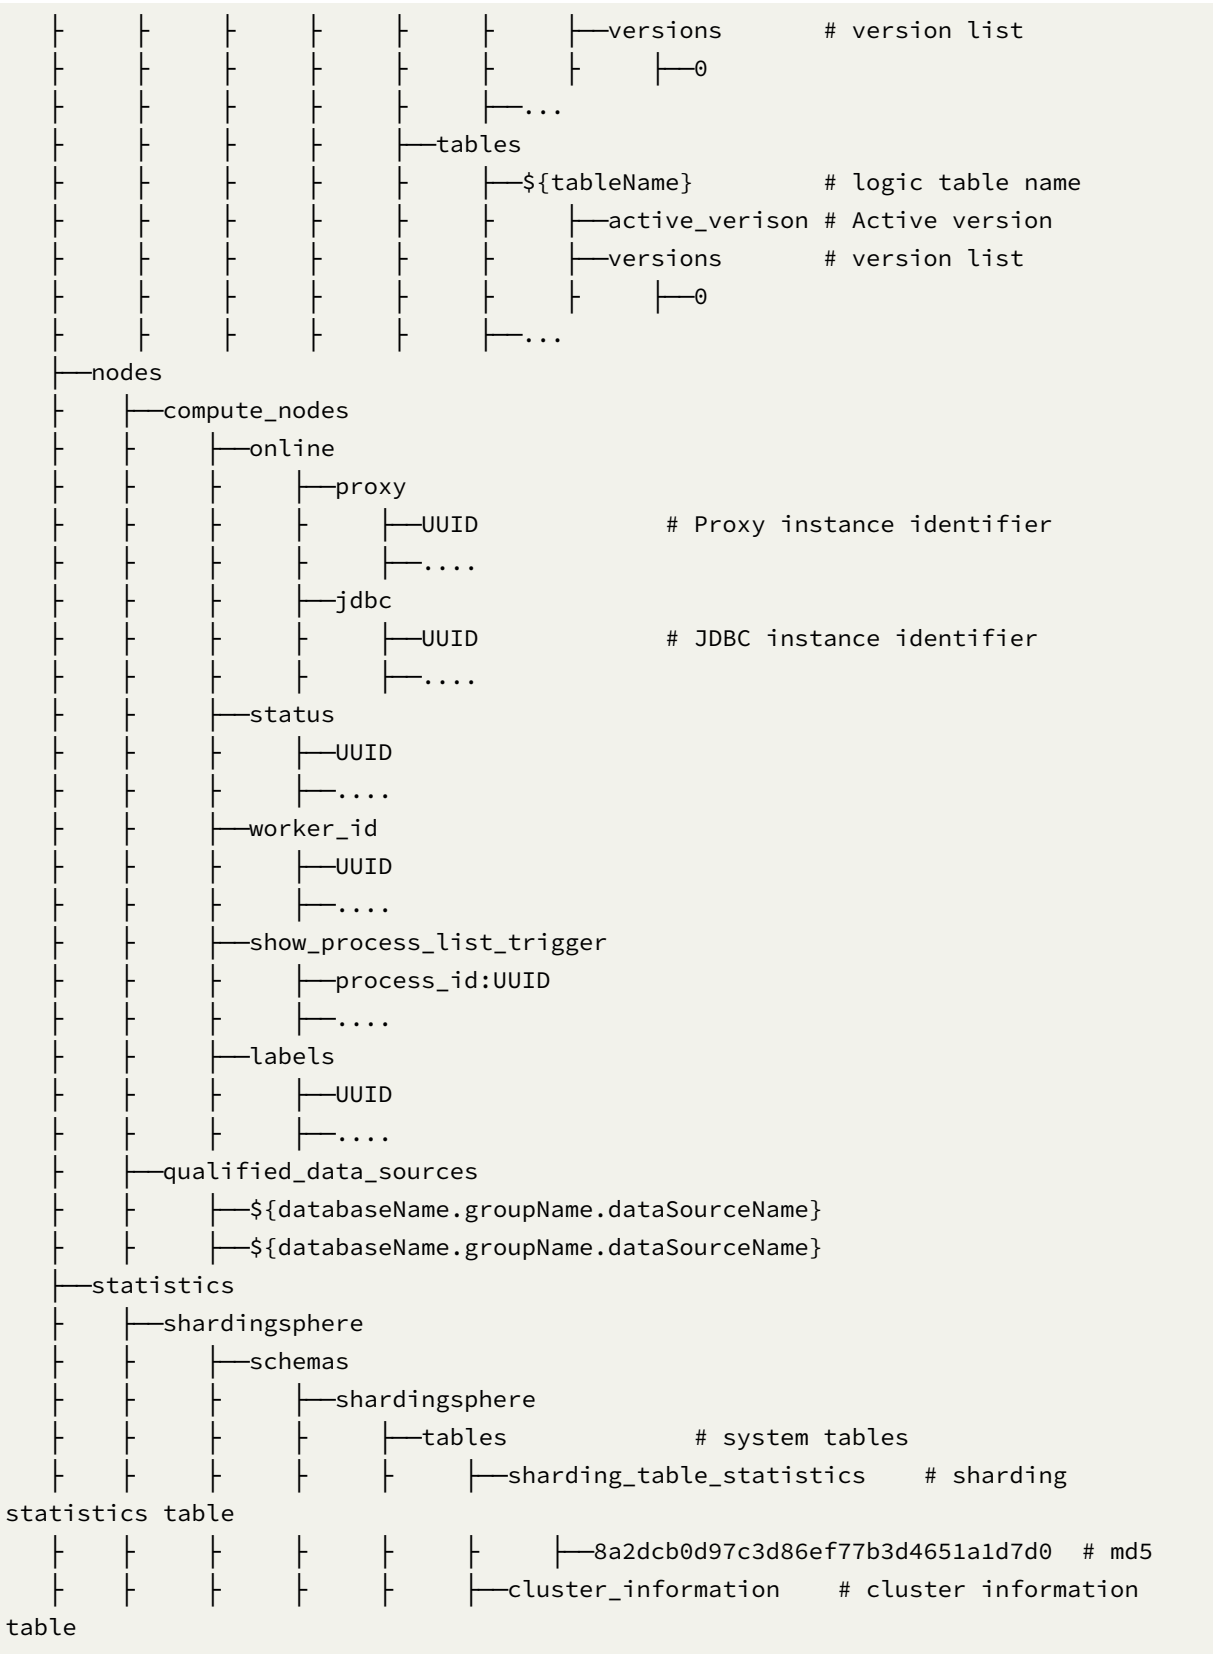 ├     ├     ├     ├     ├     ├     ├──versions       # version list
├     ├     ├     ├     ├     ├     ├     ├──0
├     ├     ├     ├     ├     ├──...
├     ├     ├     ├     ├──tables
├     ├     ├     ├     ├     ├──${tableName}         # logic table name
├     ├     ├     ├     ├     ├     ├──active_verison # Active version
├     ├     ├     ├     ├     ├     ├──versions       # version list
├     ├     ├     ├     ├     ├     ├     ├──0
├     ├     ├     ├     ├     ├──...
├──nodes
├    ├──compute_nodes
├    ├     ├──online
├    ├     ├     ├──proxy
├    ├     ├     ├     ├──UUID             # Proxy instance identifier
├    ├     ├     ├     ├──....
├    ├     ├     ├──jdbc
├    ├     ├     ├     ├──UUID             # JDBC instance identifier
├    ├     ├     ├     ├──....
├    ├     ├──status
├    ├     ├     ├──UUID
├    ├     ├     ├──....
├    ├     ├──worker_id
├    ├     ├     ├──UUID
├    ├     ├     ├──....
├    ├     ├──show_process_list_trigger
├    ├     ├     ├──process_id:UUID
├    ├     ├     ├──....
├    ├     ├──labels
├    ├     ├     ├──UUID
├    ├     ├     ├──....
├    ├──qualified_data_sources
├    ├     ├──${databaseName.groupName.dataSourceName}
├    ├     ├──${databaseName.groupName.dataSourceName}
├──statistics
├    ├──shardingsphere
├    ├     ├──schemas
├    ├     ├     ├──shardingsphere
├    ├     ├     ├     ├──tables             # system tables
├    ├     ├     ├     ├     ├──sharding_table_statistics    # sharding
statistics table
├    ├     ├     ├     ├     ├     ├──8a2dcb0d97c3d86ef77b3d4651a1d7d0  # md5
├    ├     ├     ├     ├     ├──cluster_information    # cluster information
table